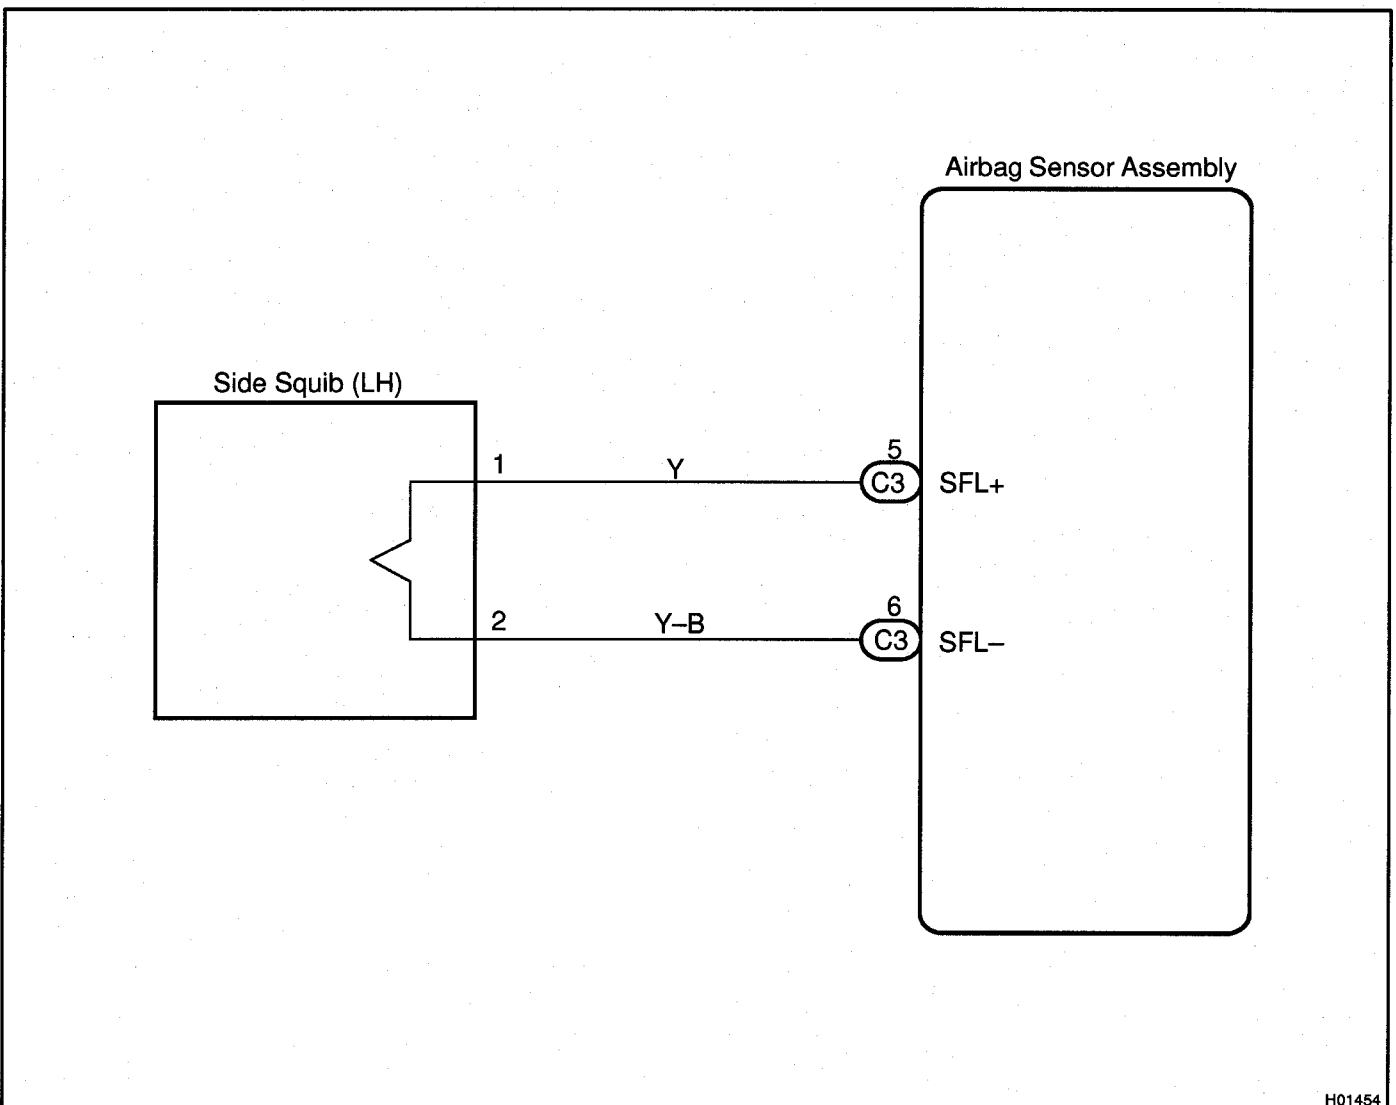 Airbag Sensor Assembly
Side Squib (LH)
1
Y
5
C3
SFL+
2
Y–B
6
C3
SFL–
H01454